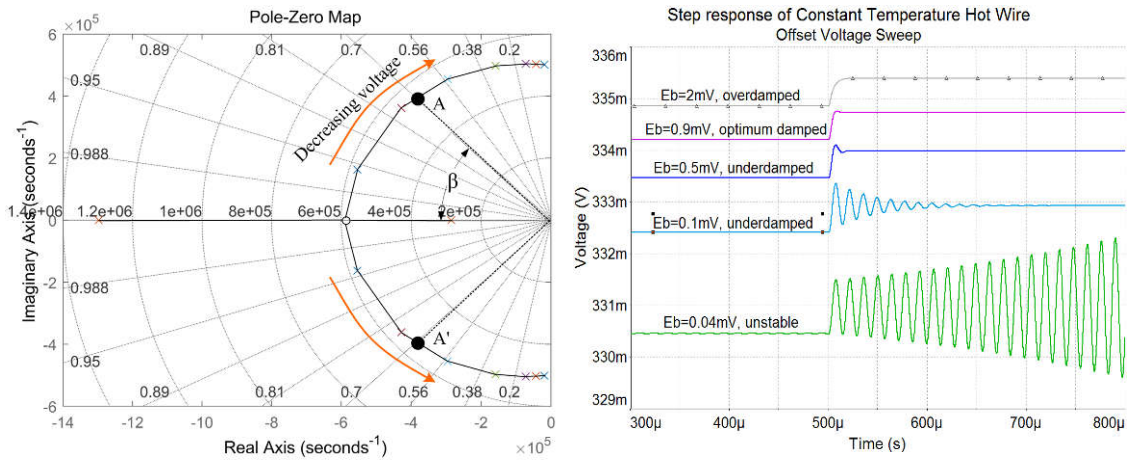 Pole-Zero Map
×10⁵
6
4
2
0
-2
-4
-6
Imaginary Axis (seconds⁻¹)
0.89
0.81
0.7
0.56
0.38
0.2
0.95
0.988
Decreasing voltage
A
β
1.4e+06
1.2e+06
1e+06
8e+05
6e+05
4e+05
2e+05
0.988
0.95
A'
0.89
0.81
0.7
0.56
0.38
0.2
-14
-12
-10
-8
-6
-4
-2
0
Real Axis (seconds⁻¹)
×10⁵
Step response of Constant Temperature Hot Wire
Offset Voltage Sweep
336m
335m
334m
333m
332m
331m
330m
329m
Voltage (V)
Eb=2mV, overdamped
Eb=0.9mV, optimum damped
Eb=0.5mV, underdamped
Eb=0.1mV, underdamped
Eb=0.04mV, unstable
300µ
400µ
500µ
600µ
700µ
Time (s)